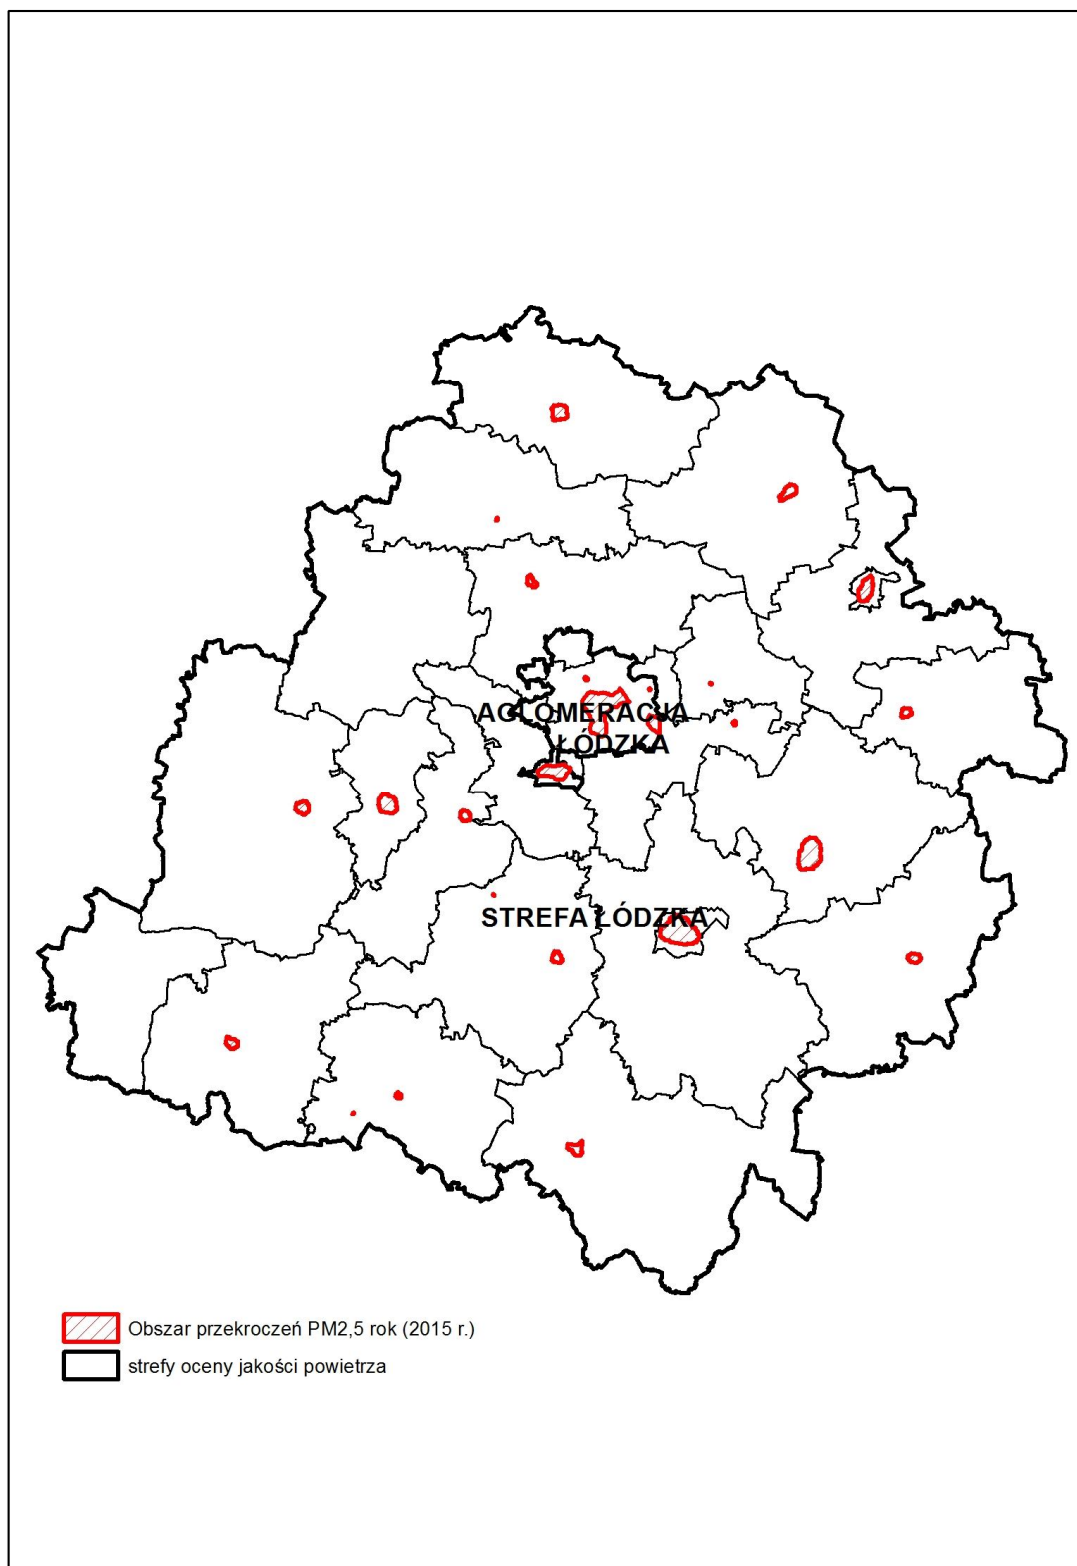 AGLOMERACJA
ŁÓDZKA
STREFA ŁÓDZKA
Obszar przekroczeń PM2,5 rok (2015 r.)
strefy oceny jakości powietrza